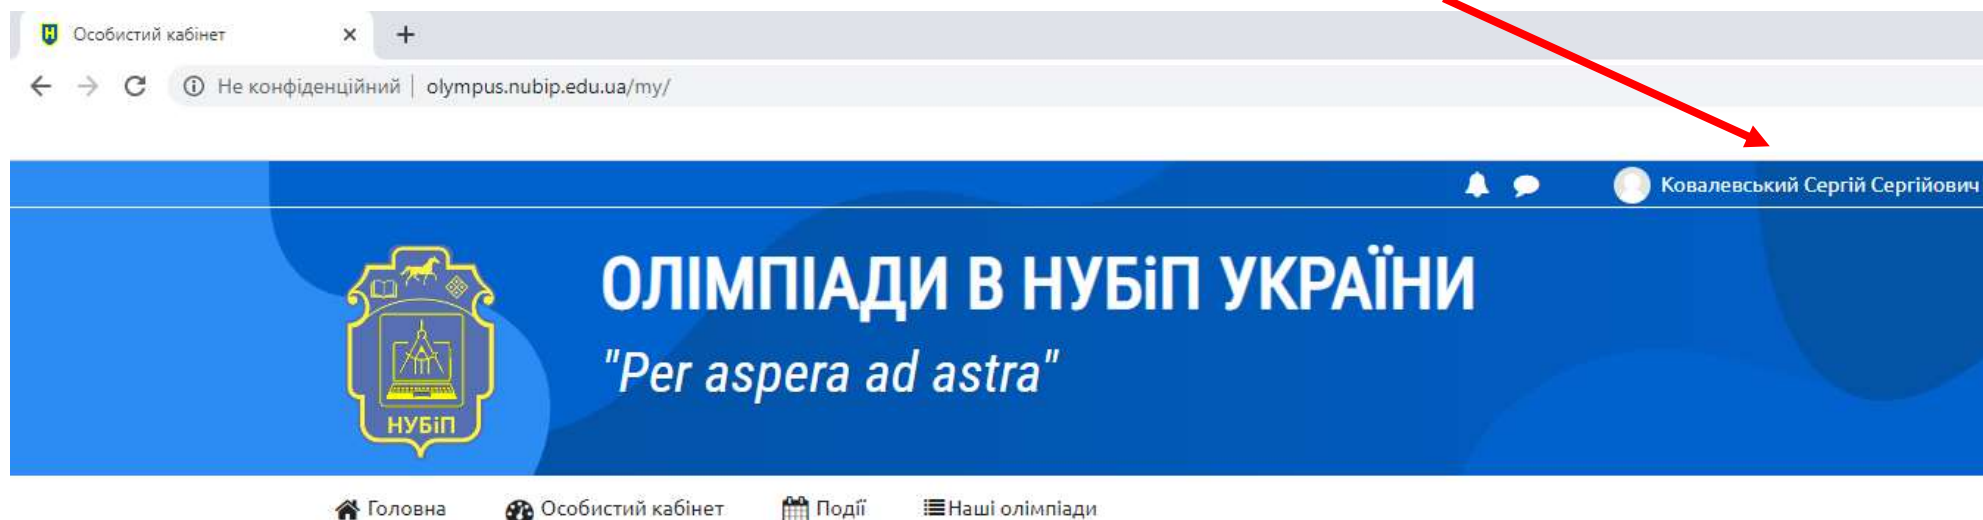 Особистий кабінет
Не конфіденційний | olympus.nubip.edu.ua/my/
Ковалевський Сергій Сергійович
ОЛІМПІАДИ В НУБіП УКРАЇНИ
"Per aspera ad astra"
НУБіП
Головна Особистий кабінет Події Наші олімпіади